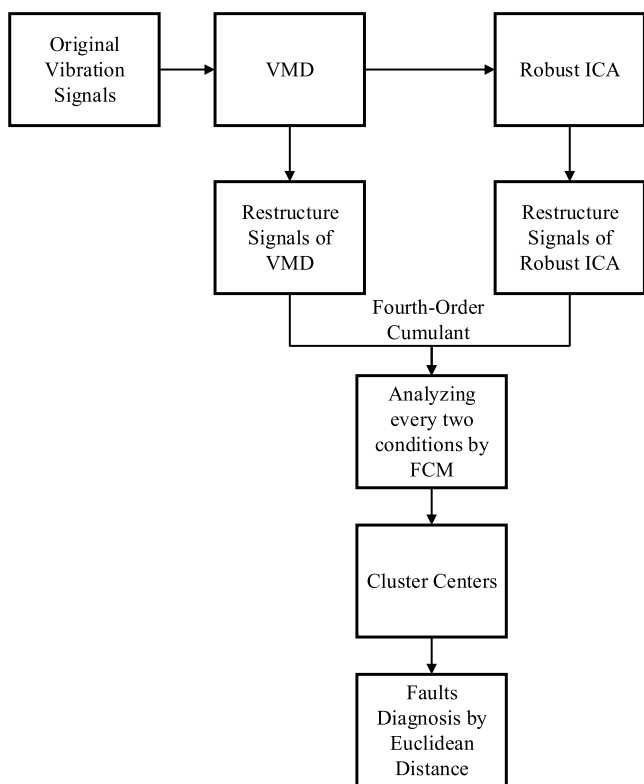 Original
Vibration
Signals
VMD
Robust ICA
Restructure
Signals of
VMD
Restructure
Signals of
Robust ICA
Fourth-Order
Cumulant
Analyzing
every two
conditions by
FCM
Cluster Centers
Faults
Diagnosis by
Euclidean
Distance